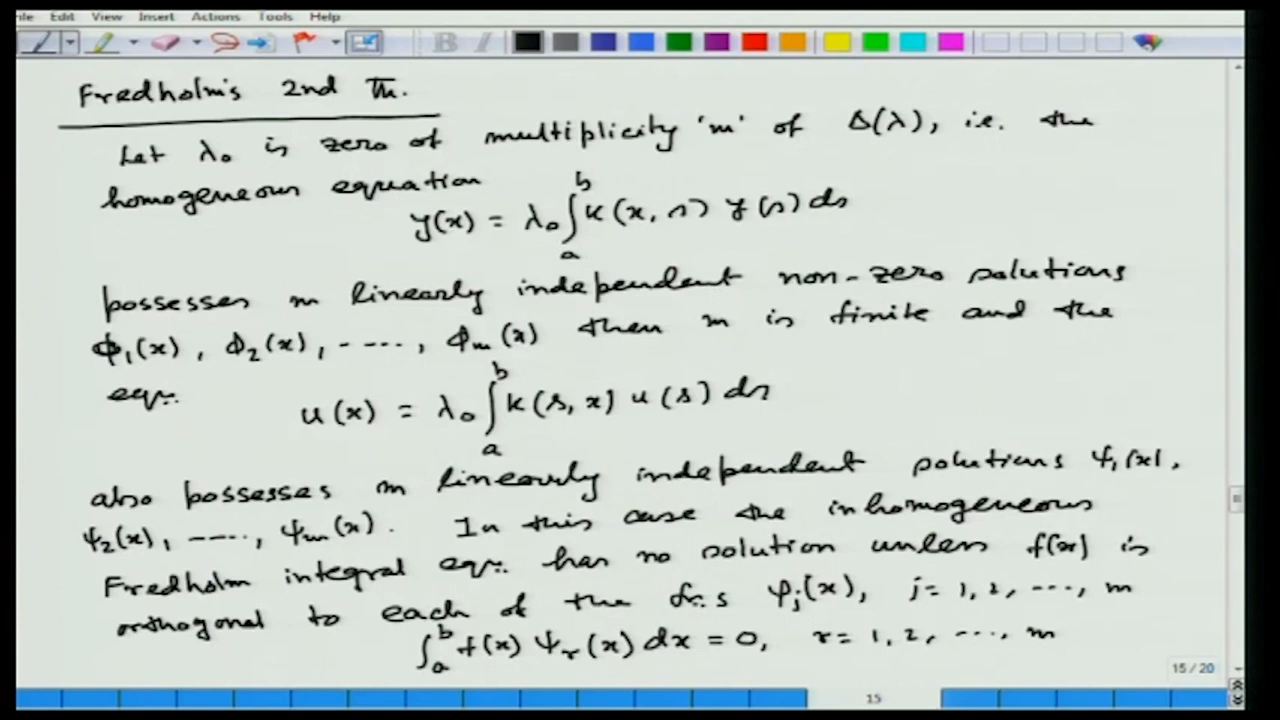 ile Edit View Insert Actions Tools Help
B I
Fredholm's 2nd Th.
Let λ₀ is zero of multiplicity 'm' of Δ(λ), i.e. the
homogeneous equation
y(x) = λ₀ ∫ₐᵇ K(x, s) y(s) ds
possesses m linearly independent non-zero solutions
ϕ₁(x), ϕ₂(x), -----, ϕₘ(x) then m is finite and the
eqn.
u(x) = λ₀ ∫ₐᵇ K(s, x) u(s) ds
also possesses m linearly independent solutions ψ₁(x),
ψ₂(x), -----, ψₘ(x). In this case the inhomogeneous
Fredholm integral eqn. has no solution unless f(x) is
orthogonal to each of the fn.s ψⱼ(x), j = 1, 2, ----, m
∫ₐᵇ f(x) ψᵣ(x) dx = 0, r = 1, 2, ----, m
15 / 20
15